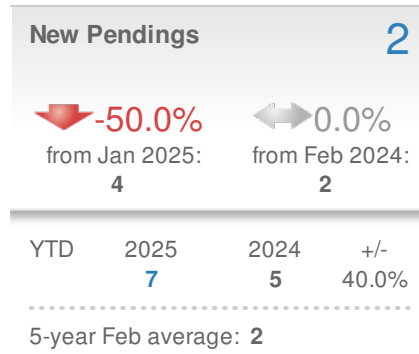 New Pendings 2
-50.0% 0.0%
from Jan 2025: from Feb 2024:
4 2
YTD 2025 2024 +/-
7 5 40.0%
5-year Feb average: 2